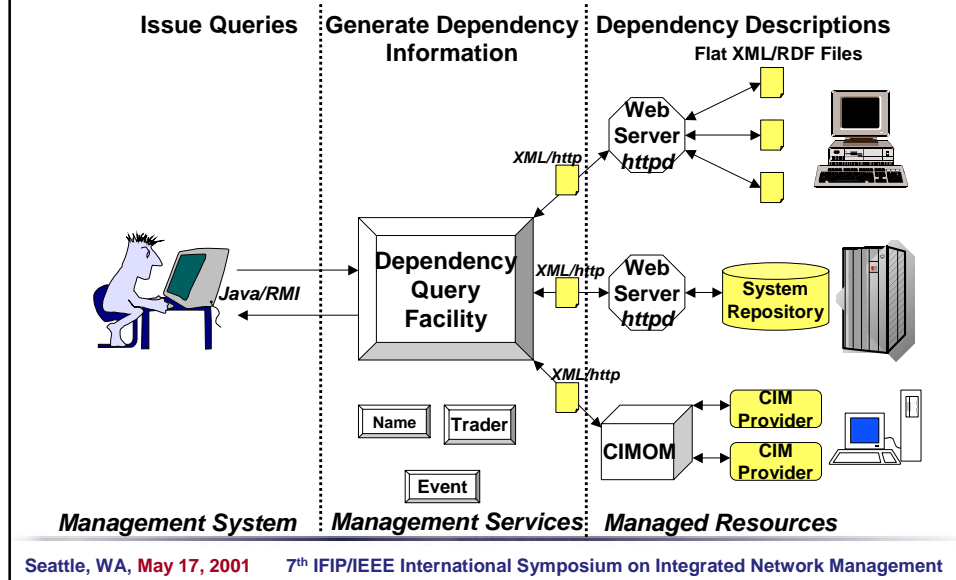 Issue Queries
Generate Dependency
Information
Dependency Descriptions
Flat XML/RDF Files
Web
Server
httpd
XML/http
Java/RMI
Dependency
Query
Facility
XML/http
Web
Server
httpd
System
Repository
XML/http
Name
Trader
Event
CIMOM
CIM
Provider
CIM
Provider
Management System
Management Services
Managed Resources
Seattle, WA, May 17, 2001 7th IFIP/IEEE International Symposium on Integrated Network Management